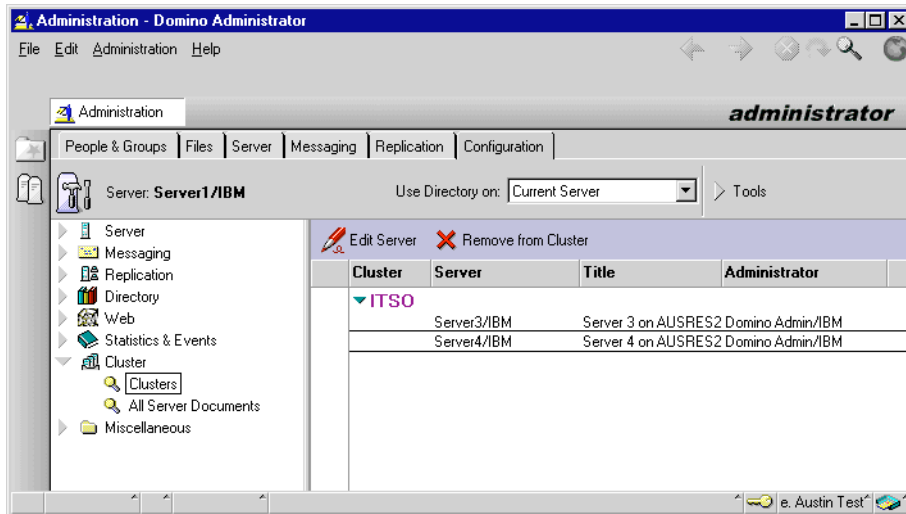 Administration - Domino Administrator
File Edit Administration Help
Administration
administrator
People & Groups Files Server Messaging Replication Configuration
Server: Server1/IBM Use Directory on: Current Server Tools
Server
Messaging
Replication
Directory
Web
Statistics & Events
Cluster
Clusters
All Server Documents
Miscellaneous
Edit Server Remove from Cluster
Cluster Server Title Administrator
ITSO
Server3/IBM Server 3 on AUSRES2 Domino Admin/IBM
Server4/IBM Server 4 on AUSRES2 Domino Admin/IBM
e. Austin Test